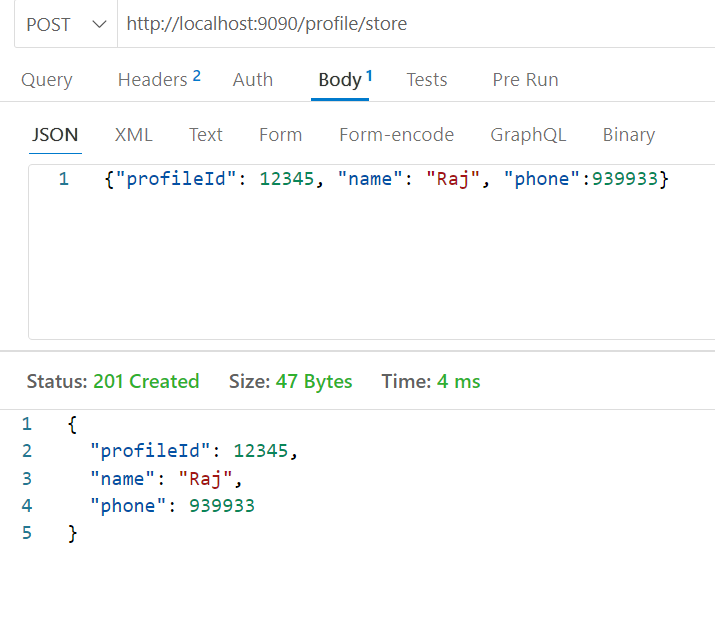 POST http://localhost:9090/profile/store
Query Headers 2 Auth Body 1 Tests Pre Run
JSON XML Text Form Form-encode GraphQL Binary
1 {"profileId": 12345, "name": "Raj", "phone":939933}
Status: 201 Created Size: 47 Bytes Time: 4 ms
1 {
2 "profileId": 12345,
3 "name": "Raj",
4 "phone": 939933
5 }